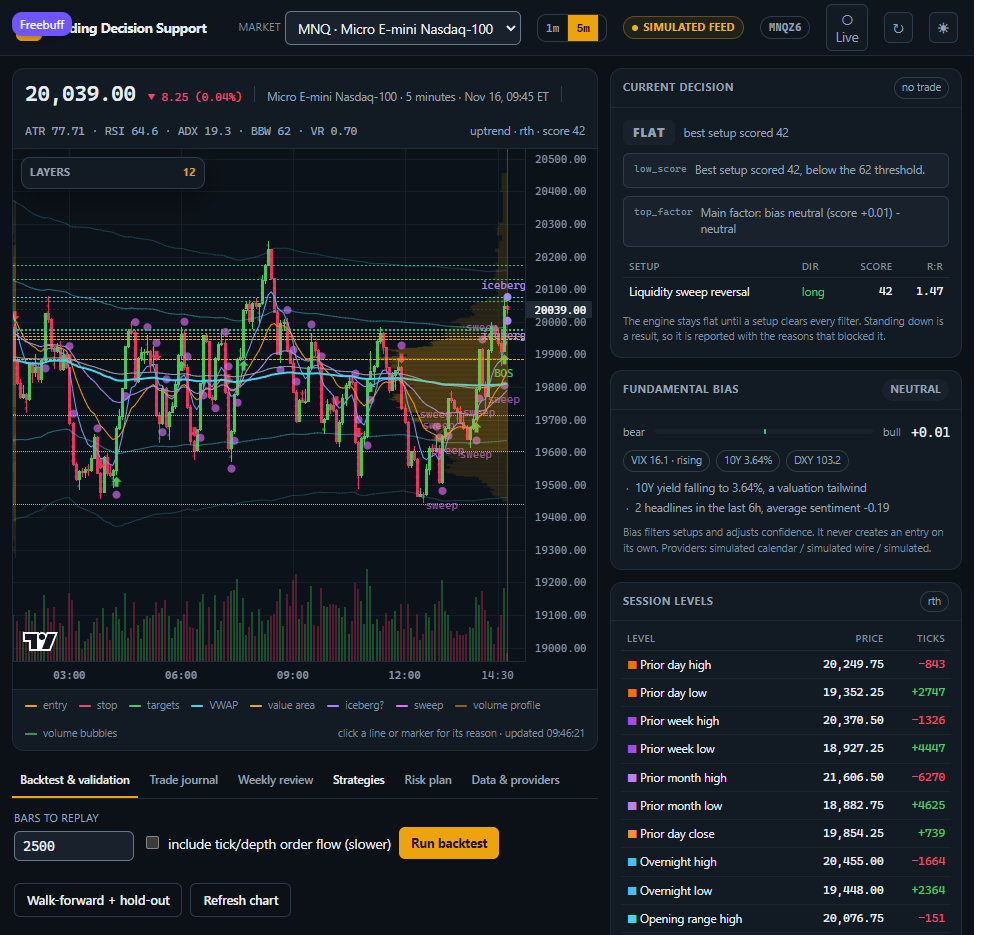 Freebuff
ding Decision Support
MARKET
MNQ · Micro E-mini Nasdaq-100
1m
5m
SIMULATED FEED
MNQZ6
Live
20,039.00
▼ 8.25 (0.04%)
Micro E-mini Nasdaq-100 · 5 minutes · Nov 16, 09:45 ET
ATR 77.71 · RSI 64.6 · ADX 19.3 · BBW 62 · VR 0.70
uptrend · rth · score 42
LAYERS 12
20500.00
20400.00
20300.00
20200.00
20100.00
20039.00
20000.00
19900.00
19800.00
19700.00
19600.00
19500.00
19400.00
19300.00
19200.00
19100.00
19000.00
iceberg
BOS
sweep
sweep
sweep
sweep
sweep
sweep
03:00
06:00
09:00
12:00
14:30
entry
stop
targets
VWAP
value area
iceberg?
sweep
volume profile
volume bubbles
click a line or marker for its reason · updated 09:46:21
Backtest & validation
Trade journal
Weekly review
Strategies
Risk plan
Data & providers
BARS TO REPLAY
2500
include tick/depth order flow (slower)
Run backtest
Walk-forward + hold-out
Refresh chart
CURRENT DECISION
no trade
FLAT
best setup scored 42
low_score Best setup scored 42, below the 62 threshold.
top_factor Main factor: bias neutral (score +0.01) -
neutral
SETUP DIR SCORE R:R
Liquidity sweep reversal long 42 1.47
The engine stays flat until a setup clears every filter. Standing down is
a result, so it is reported with the reasons that blocked it.
FUNDAMENTAL BIAS
NEUTRAL
bear
bull
+0.01
VIX 16.1 · rising
10Y 3.64%
DXY 103.2
· 10Y yield falling to 3.64%, a valuation tailwind
· 2 headlines in the last 6h, average sentiment -0.19
Bias filters setups and adjusts confidence. It never creates an entry on
its own. Providers: simulated calendar / simulated wire / simulated.
SESSION LEVELS
rth
LEVEL PRICE TICKS
Prior day high 20,249.75 −843
Prior day low 19,352.25 +2747
Prior week high 20,370.50 −1326
Prior week low 18,927.25 +4447
Prior month high 21,606.50 −6270
Prior month low 18,882.75 +4625
Prior day close 19,854.25 +739
Overnight high 20,455.00 −1664
Overnight low 19,448.00 +2364
Opening range high 20,076.75 −151